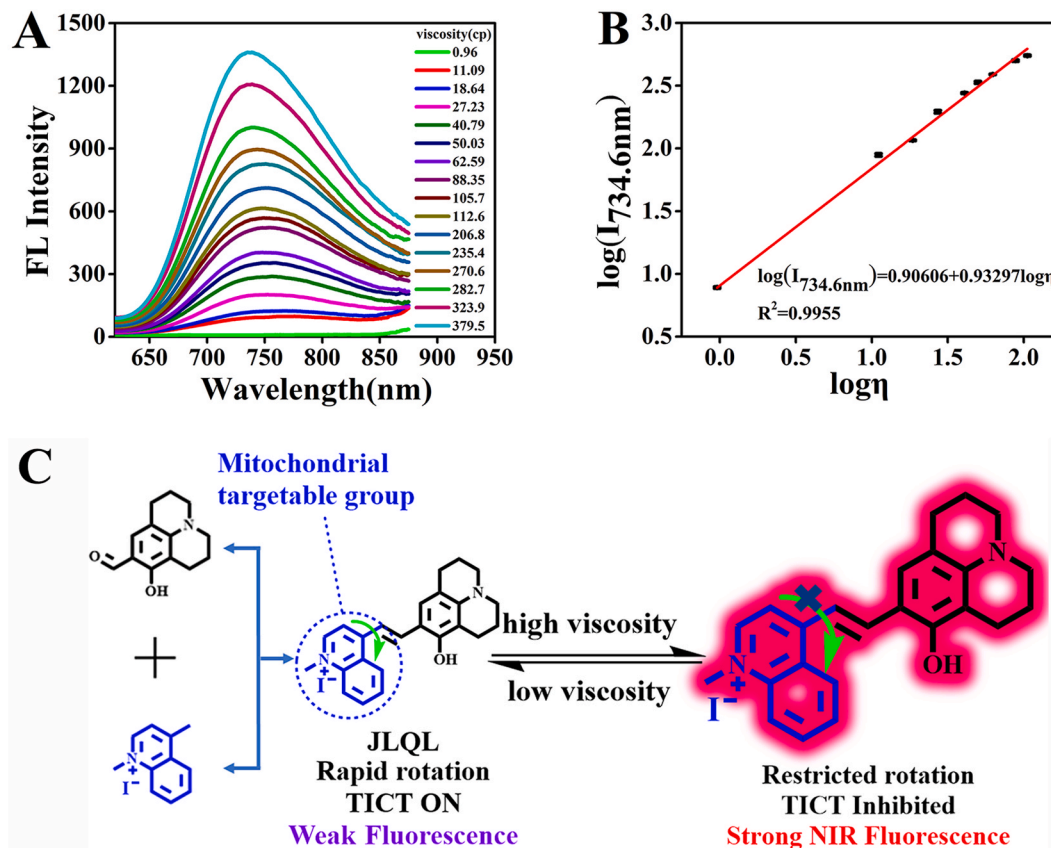 A
1500
1200
900
600
300
0
FL Intensity
650 700 750 800 850 900 950
Wavelength(nm)
viscosity(cp)
0.96
11.09
18.64
27.23
40.79
50.03
62.59
88.35
105.7
112.6
206.8
235.4
270.6
282.7
323.9
379.5
B
3.0
2.5
2.0
1.5
1.0
0.5
log(I734.6nm)
0.0 0.5 1.0 1.5 2.0
logη
log(I734.6nm)=0.90606+0.93297logη
R2=0.9955
C
Mitochondrial
targetable group
O
N
OH
+
N
+
I−
N
+
I−
N
OH
JLQL
Rapid rotation
TICT ON
Weak Fluorescence
high viscosity
low viscosity
N
+
I−
N
OH
Restricted rotation
TICT Inhibited
Strong NIR Fluorescence